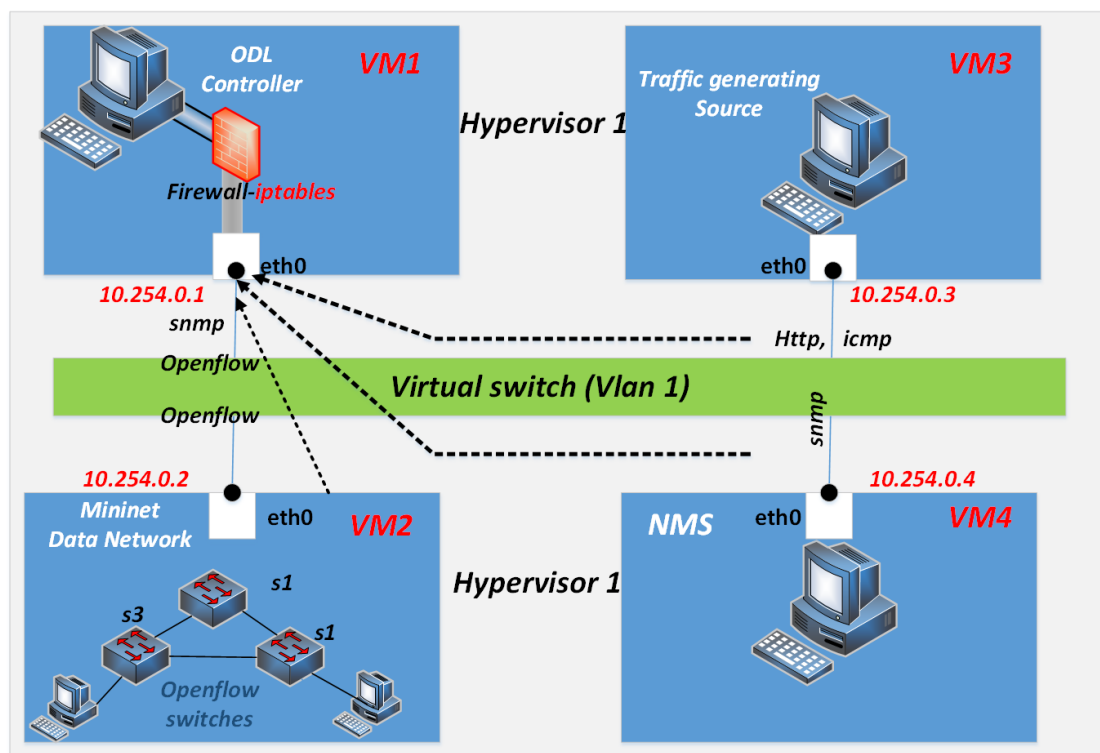 ODL
Controller
VM1
Firewall-iptables
eth0
10.254.0.1
snmp
Openflow
Hypervisor 1
Traffic generating
Source
VM3
eth0
10.254.0.3
Http, icmp
Virtual switch (Vlan 1)
Openflow
snmp
10.254.0.2
Mininet
Data Network
eth0
VM2
s1
s3
s1
Openflow
switches
Hypervisor 1
10.254.0.4
NMS
eth0
VM4